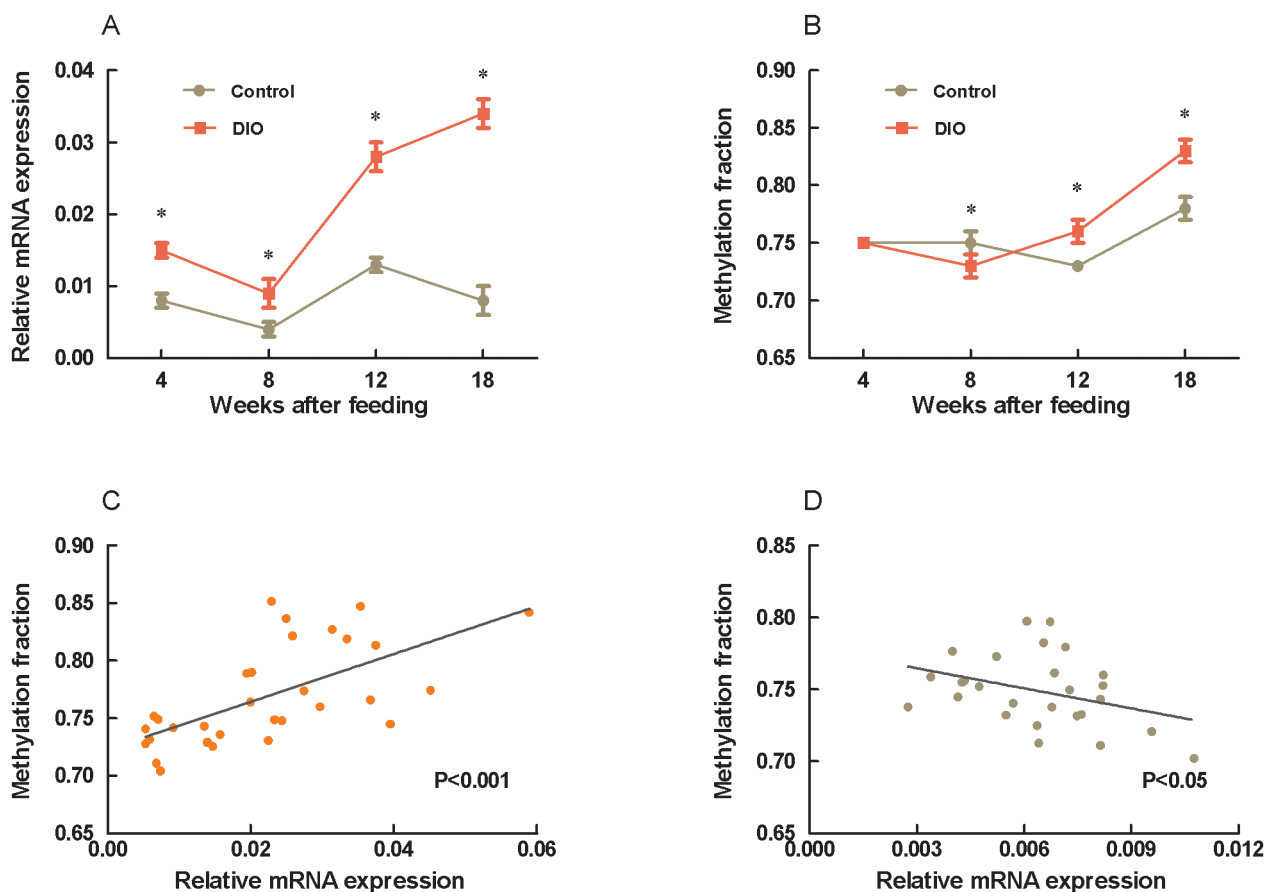 A
Relative mRNA expression
0.04
0.03
0.02
0.01
0.00
Control
DIO
*
*
*
*
4 8 12 18
Weeks after feeding
B
Methylation fraction
0.90
0.85
0.80
0.75
0.70
0.65
Control
DIO
*
*
*
4 8 12 18
Weeks after feeding
C
Methylation fraction
0.90
0.85
0.80
0.75
0.70
0.65
P<0.001
0.00 0.02 0.04 0.06
Relative mRNA expression
D
Methylation fraction
0.90
0.85
0.80
0.75
0.70
0.65
P<0.05
0.000 0.003 0.006 0.009 0.012
Relative mRNA expression